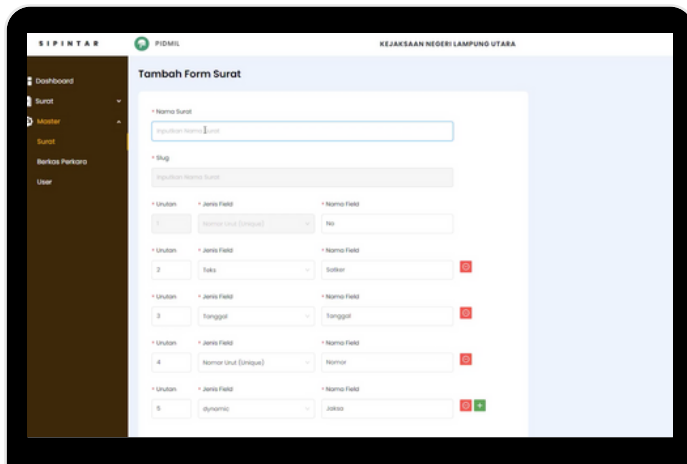 SIPINTAR
PIDMIL
KEJAKSAAN NEGERI LAMPUNG UTARA
Dashboard
Surat
Master
Surat
Berkas Perkara
User
Tambah Form Surat
* Nama Surat
Inputkan Nama Surat
* Slug
Inputkan Nama Surat
* Urutan * Jenis Field * Nama Field
1 Nomor Urut (Unique) No
* Urutan * Jenis Field * Nama Field
2 Teks Satker
* Urutan * Jenis Field * Nama Field
3 Tanggal Tanggal
* Urutan * Jenis Field * Nama Field
4 Nomor Urut (Unique) Nomor
* Urutan * Jenis Field * Nama Field
5 dynamic Jaksa